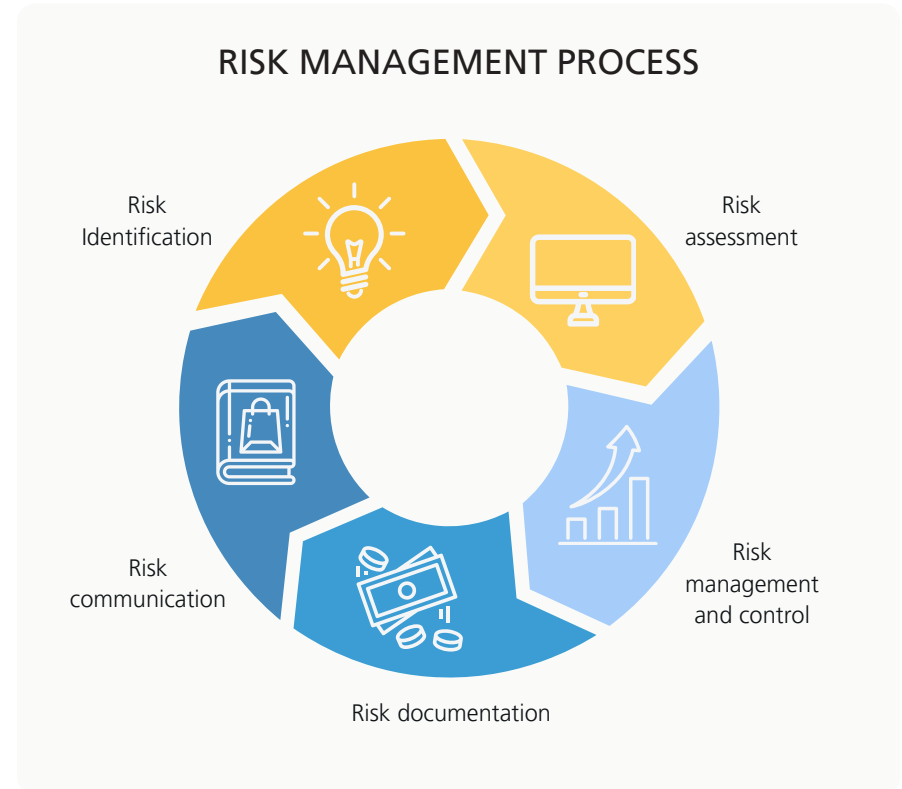 RISK MANAGEMENT PROCESS
Risk
Identification
Risk
assessment
Risk
management
and control
Risk documentation
Risk
communication